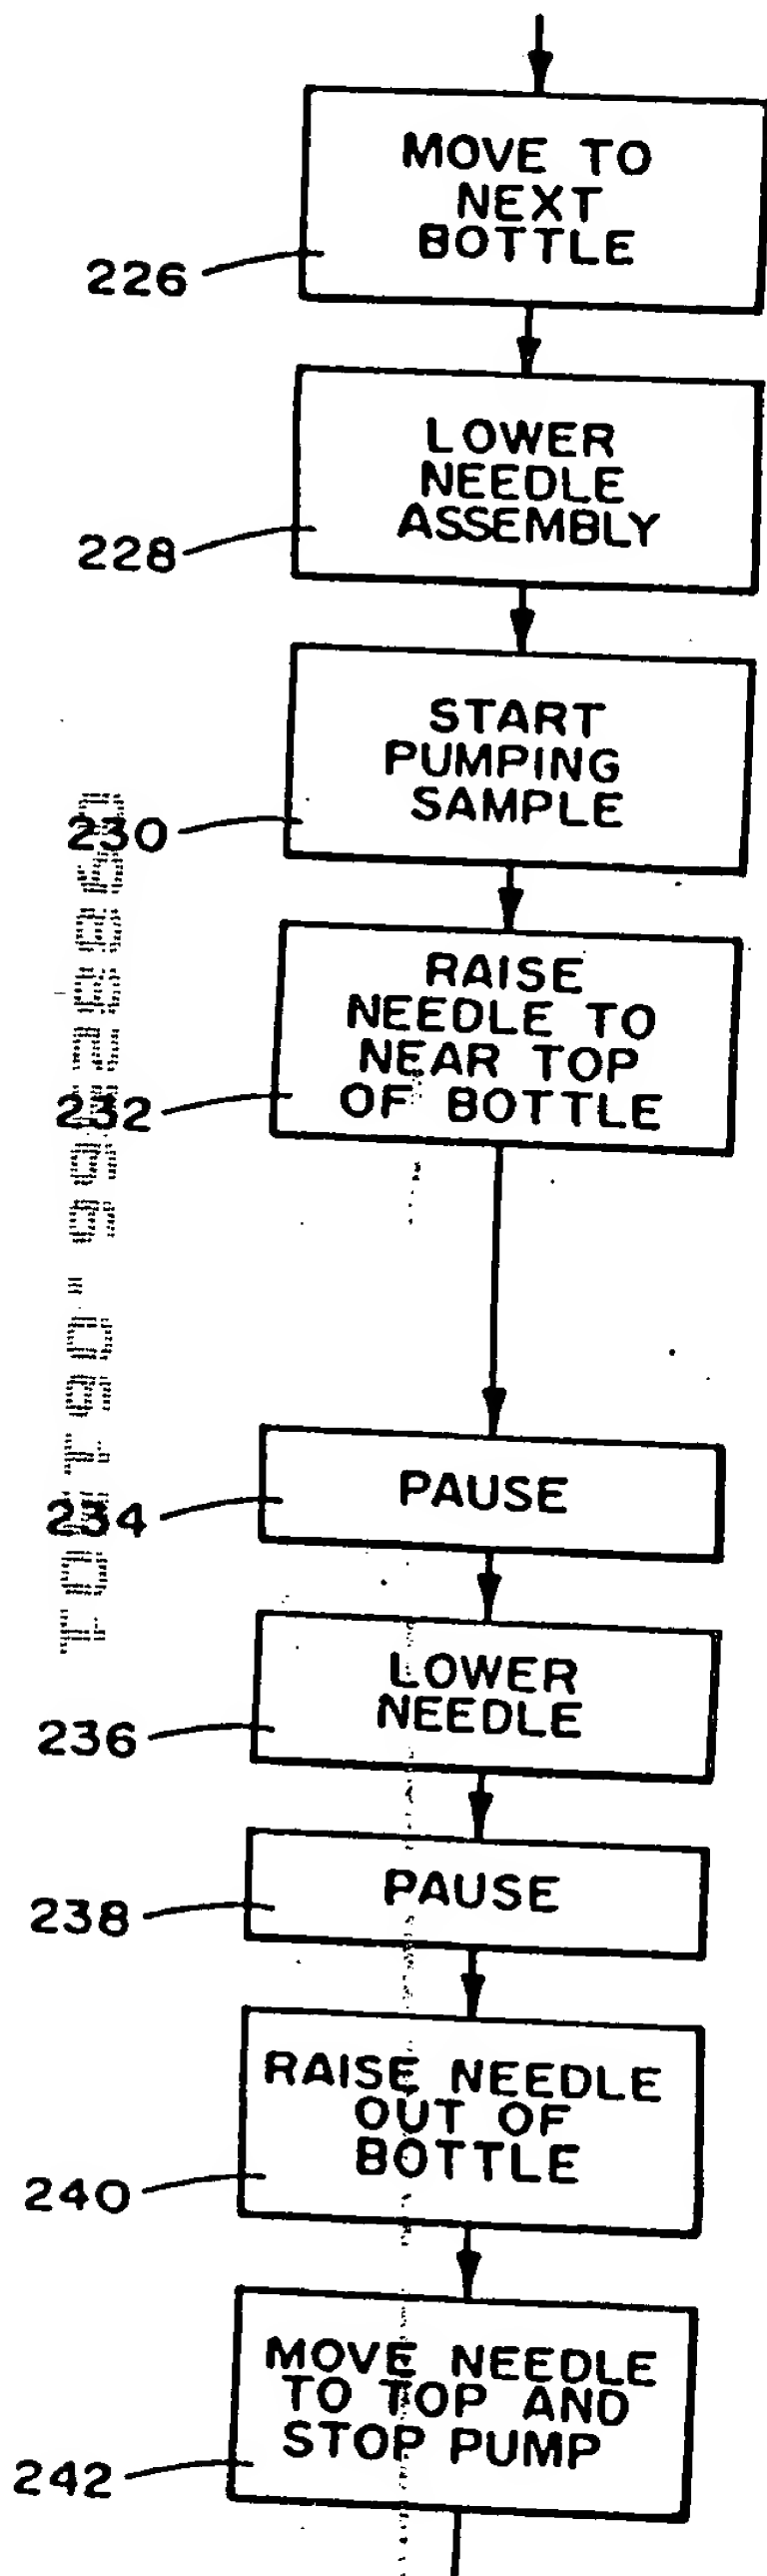 MOVE TO
NEXT
BOTTLE
226
LOWER
NEEDLE
ASSEMBLY
228
START
PUMPING
SAMPLE
230
RAISE
NEEDLE TO
NEAR TOP
OF BOTTLE
232
PAUSE
234
LOWER
NEEDLE
236
PAUSE
238
RAISE NEEDLE
OUT OF
BOTTLE
240
MOVE NEEDLE
TO TOP AND
STOP PUMP
242